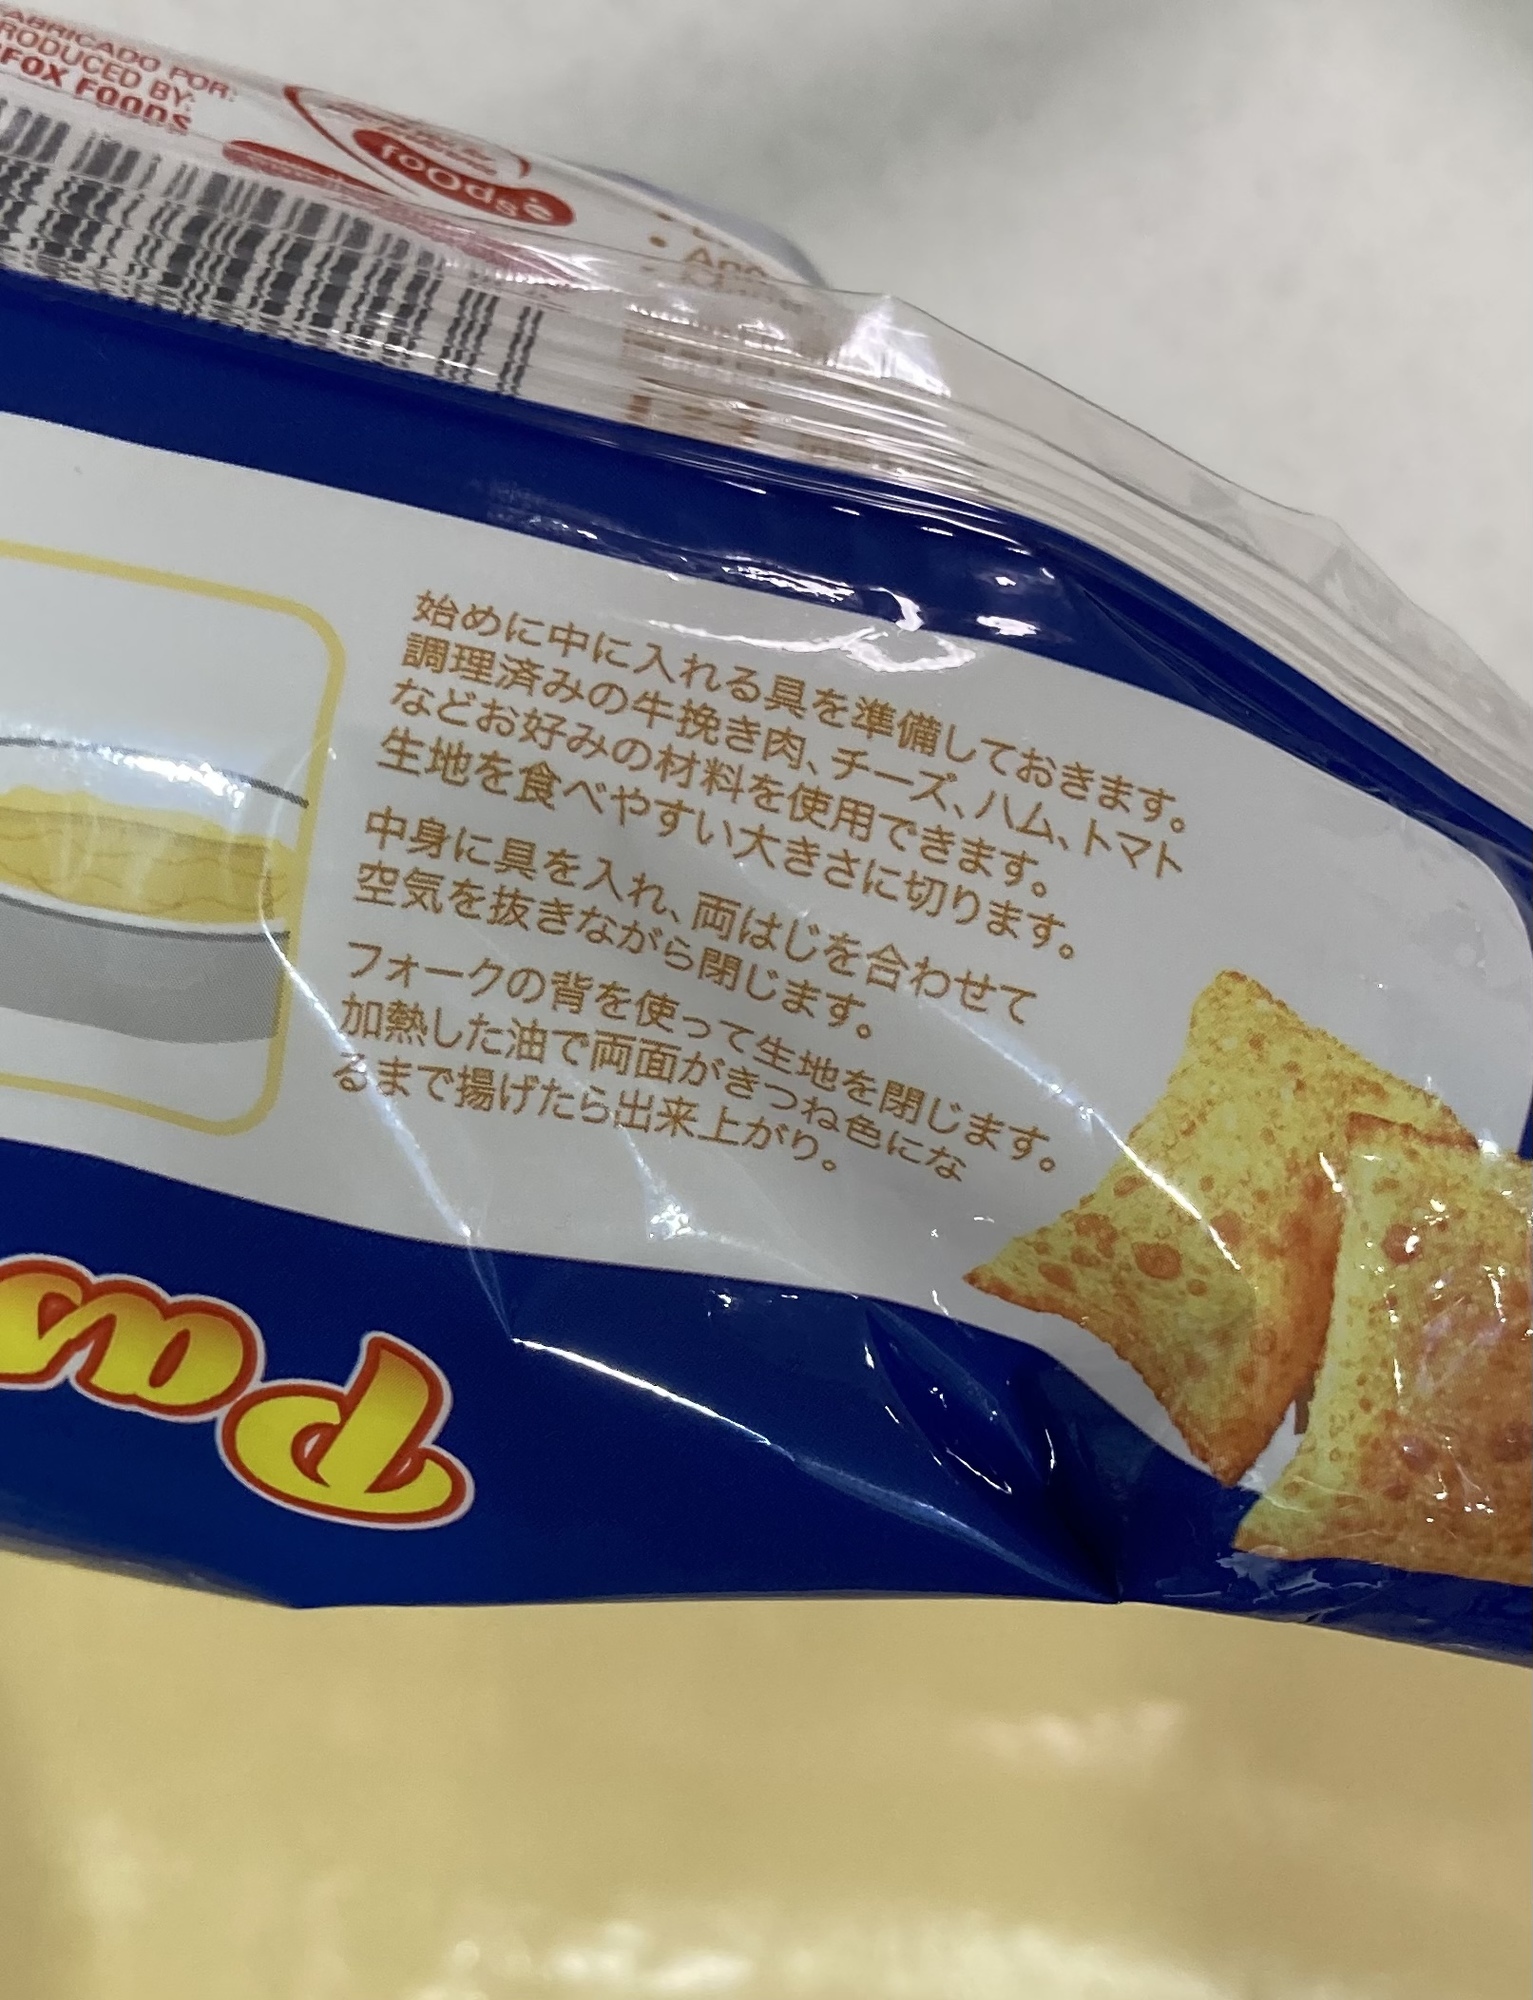 FABRICADO POR:
PRODUCED BY:
FOX FOODS
foods
始めに中に入れる具を準備しておきます。
調理済みの牛挽き肉、チーズ、ハム、トマト
などお好みの材料を使用できます。
生地を食べやすい大きさに切ります。
中身に具を入れ、両はじを合わせて
空気を抜きながら閉じます。
フォークの背を使って生地を閉じます。
加熱した油で両面がきつね色にな
るまで揚げたら出来上がり。
Pas